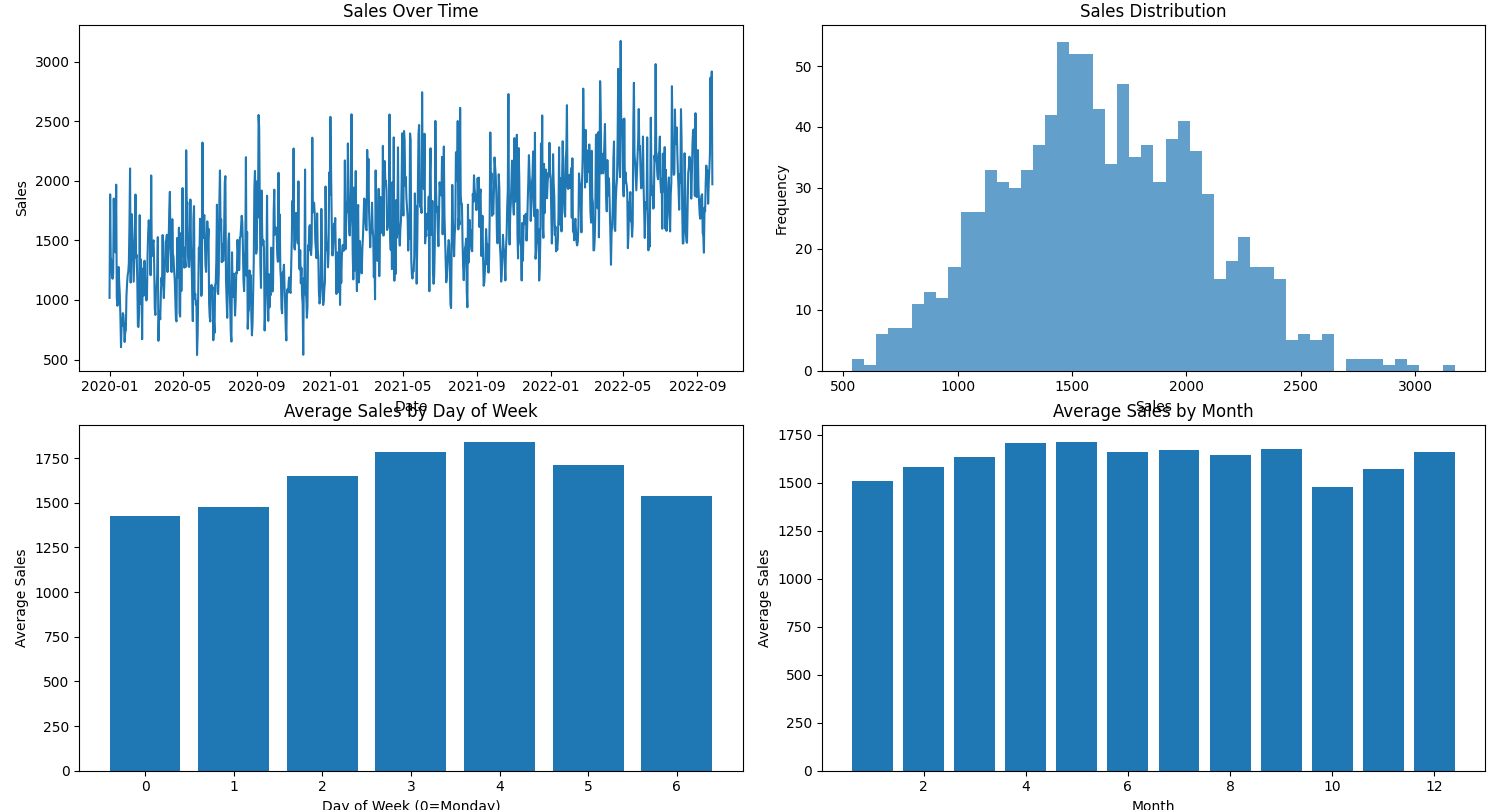 Sales Over Time
Sales
3000
2500
2000
1500
1000
500
2020-01 2020-05 2020-09 2021-01 2021-05 2021-09 2022-01 2022-05 2022-09
Date
Sales Distribution
Frequency
50
40
30
20
10
0
500 1000 1500 2000 2500 3000
Sales
Average Sales by Day of Week
Average Sales
1750
1500
1250
1000
750
500
250
0
0 1 2 3 4 5 6
Day of Week (0=Monday)
Average Sales by Month
Average Sales
1750
1500
1250
1000
750
500
250
0
2 4 6 8 10 12
Month